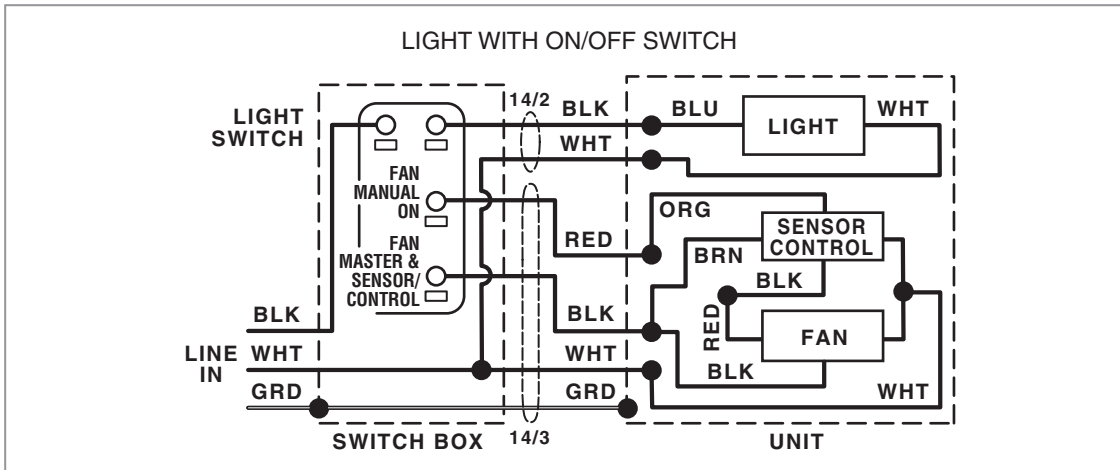 LIGHT WITH ON/OFF SWITCH
LIGHT
SWITCH
14/2
BLK
BLU
LIGHT
WHT
WHT
FAN
MANUAL
ON
ORG
RED
SENSOR
CONTROL
BRN
FAN
MASTER &
SENSOR/
CONTROL
BLK
BLK
BLK
RED
FAN
LINE
IN
WHT
WHT
BLK
GRD
GRD
WHT
SWITCH BOX
14/3
UNIT